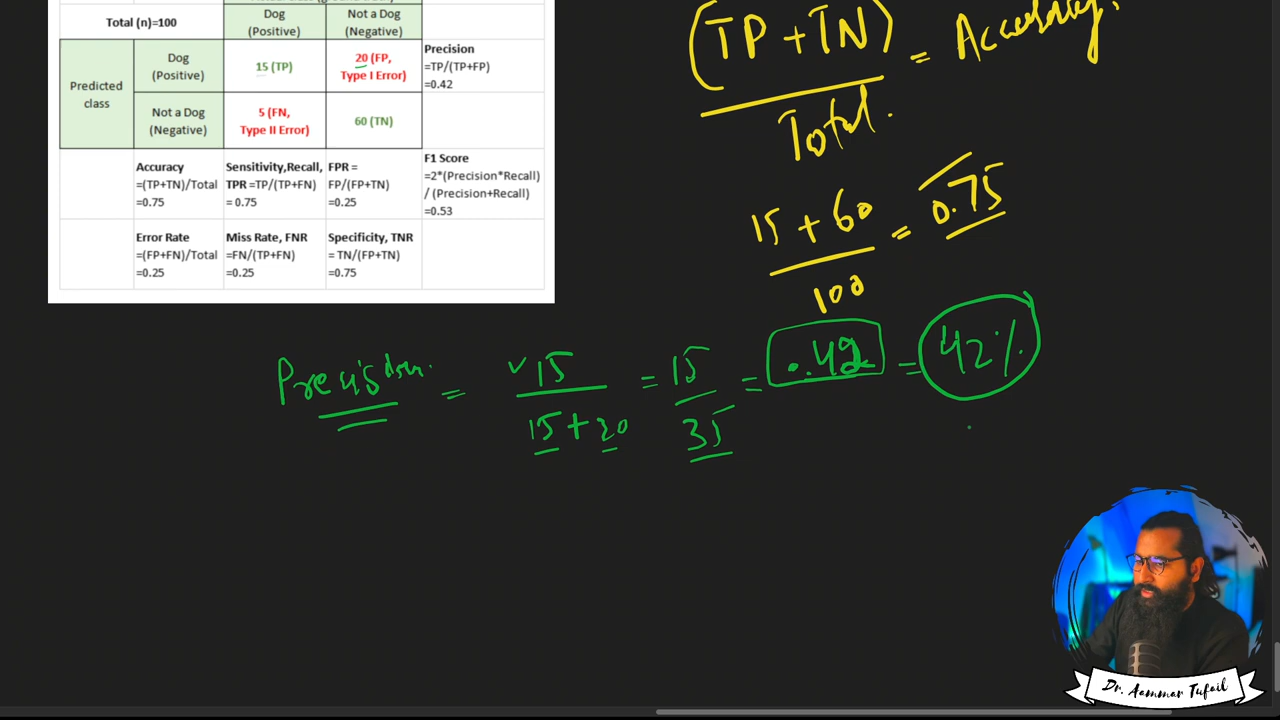 Total (n)=100
Dog
(Positive)
Not a Dog
(Negative)
Predicted
class
Dog
(Positive)
15 (TP)
20 (FP,
Type I Error)
Precision
=TP/(TP+FP)
=0.42
Not a Dog
(Negative)
5 (FN,
Type II Error)
60 (TN)
Accuracy
=(TP+TN)/Total
=0.75
Sensitivity,Recall,
TPR =TP/(TP+FN)
= 0.75
FPR =
FP/(FP+TN)
=0.25
F1 Score
=2*(Precision*Recall)
/ (Precision+Recall)
=0.53
Error Rate
=(FP+FN)/Total
=0.25
Miss Rate, FNR
=FN/(TP+FN)
=0.25
Specificity, TNR
= TN/(FP+TN)
=0.75
(TP+TN) = Accuracy.
Total.
15 + 60 = 0.75
100
Precision. = 15 = 15 = .42 = 42%
15+20 35
Dr. Aammar Tufail